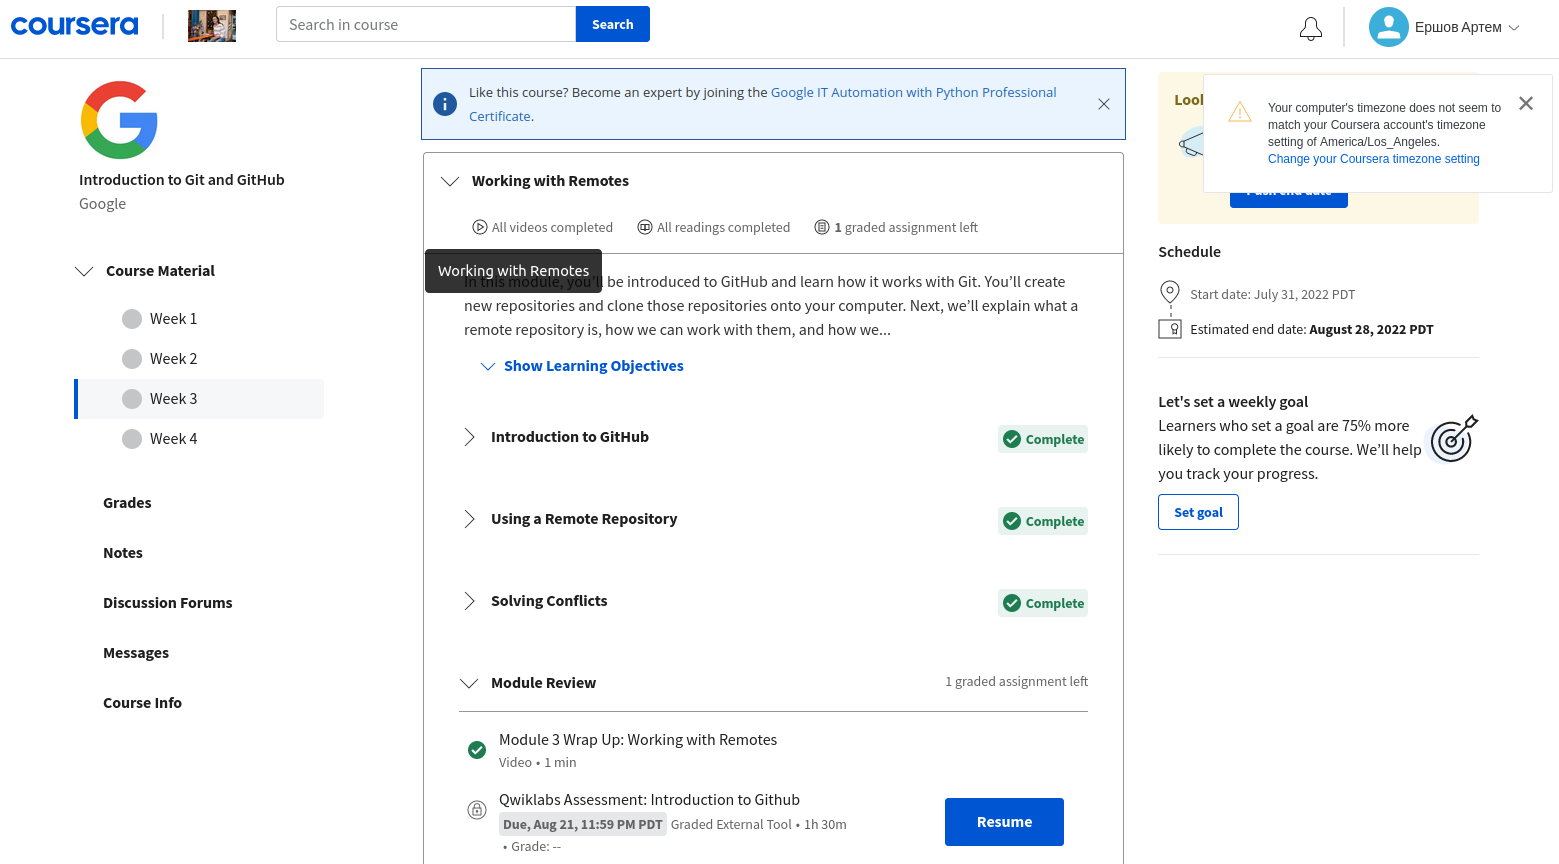 coursera
Search in course
Search
Ершов Артем
Introduction to Git and GitHub
Google
Course Material
Week 1
Week 2
Week 3
Week 4
Grades
Notes
Discussion Forums
Messages
Course Info
Like this course? Become an expert by joining the Google IT Automation with Python Professional
Certificate.
Working with Remotes
All videos completed
All readings completed
1 graded assignment left
Working with Remotes
In this module, you'll be introduced to GitHub and learn how it works with Git. You'll create
new repositories and clone those repositories onto your computer. Next, we'll explain what a
remote repository is, how we can work with them, and how we...
Show Learning Objectives
Introduction to GitHub
Complete
Using a Remote Repository
Complete
Solving Conflicts
Complete
Module Review
1 graded assignment left
Module 3 Wrap Up: Working with Remotes
Video • 1 min
Qwiklabs Assessment: Introduction to Github
Due, Aug 21, 11:59 PM PDT Graded External Tool • 1h 30m
• Grade: --
Resume
Your computer's timezone does not seem to
match your Coursera account's timezone
setting of America/Los_Angeles.
Change your Coursera timezone setting
Schedule
Start date: July 31, 2022 PDT
Estimated end date: August 28, 2022 PDT
Let's set a weekly goal
Learners who set a goal are 75% more
likely to complete the course. We'll help
you track your progress.
Set goal